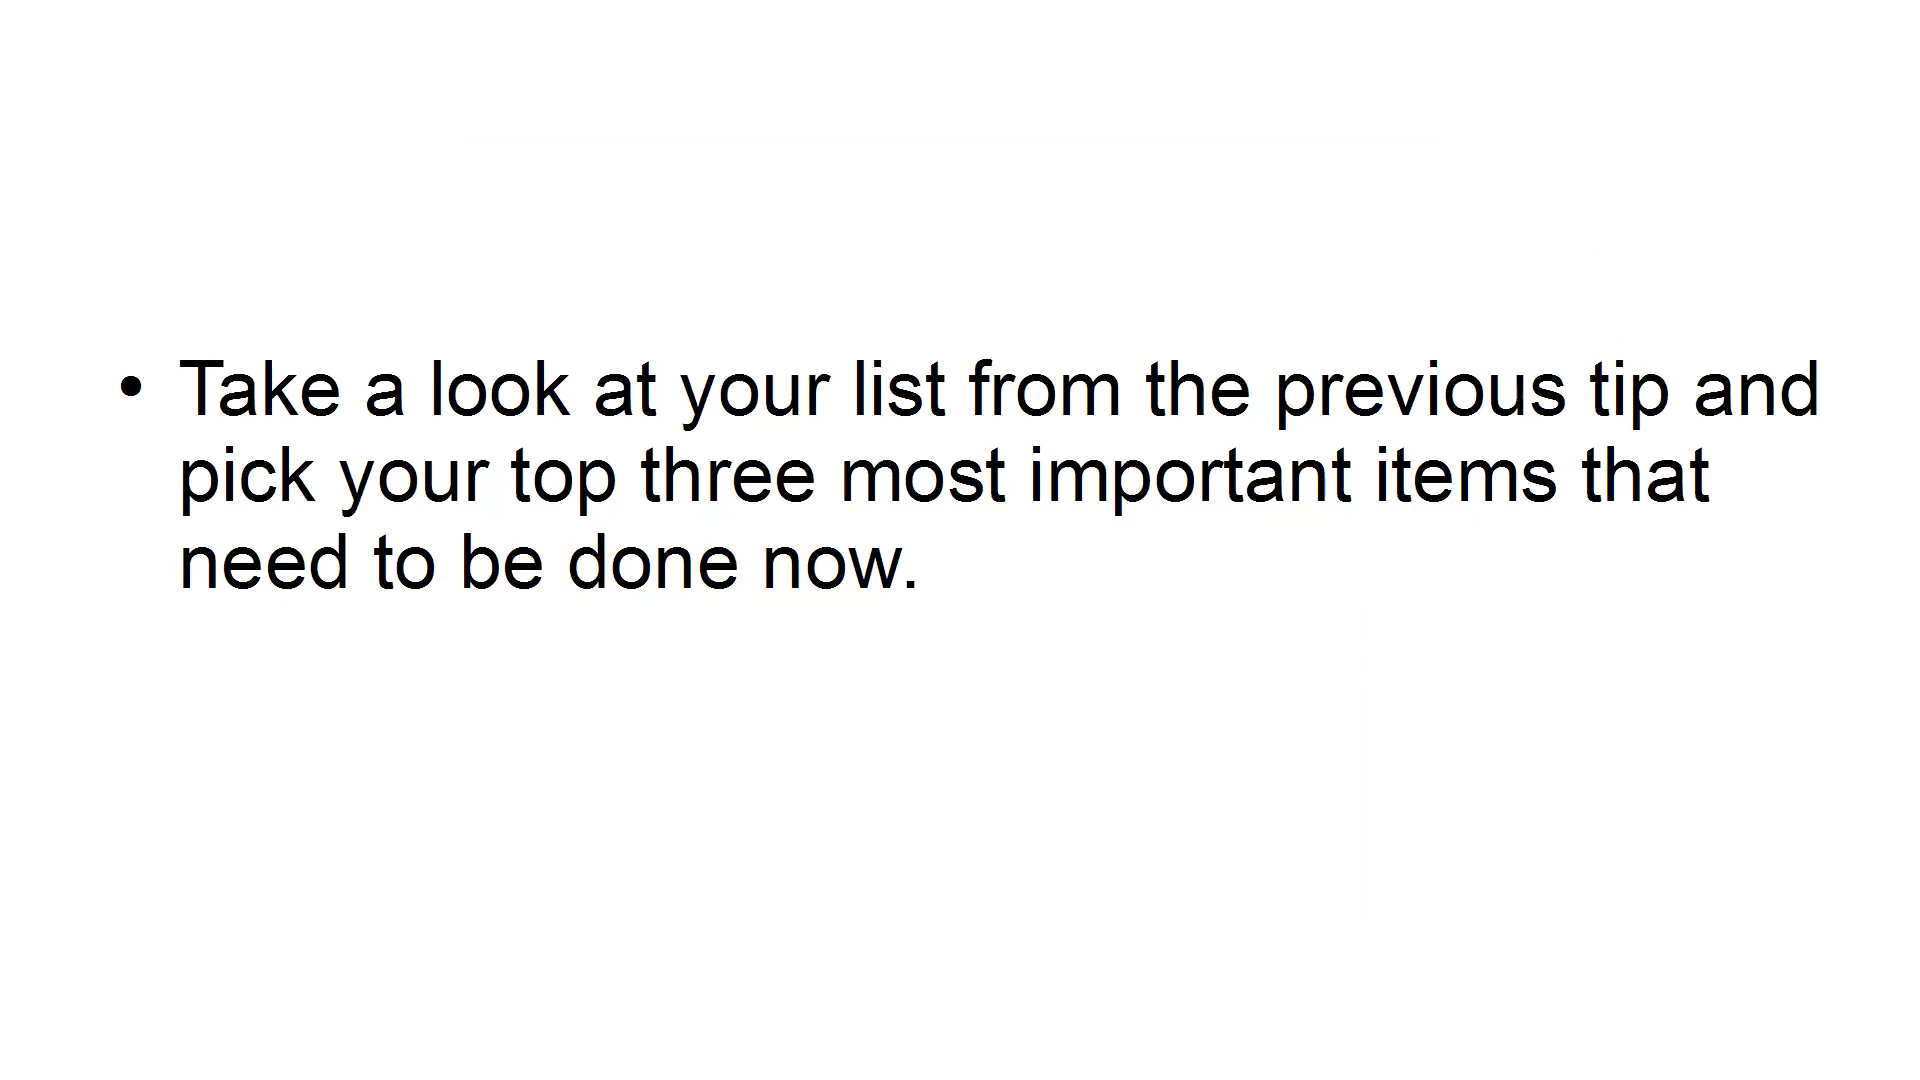 • Take a look at your list from the previous tip and
pick your top three most important items that
need to be done now.